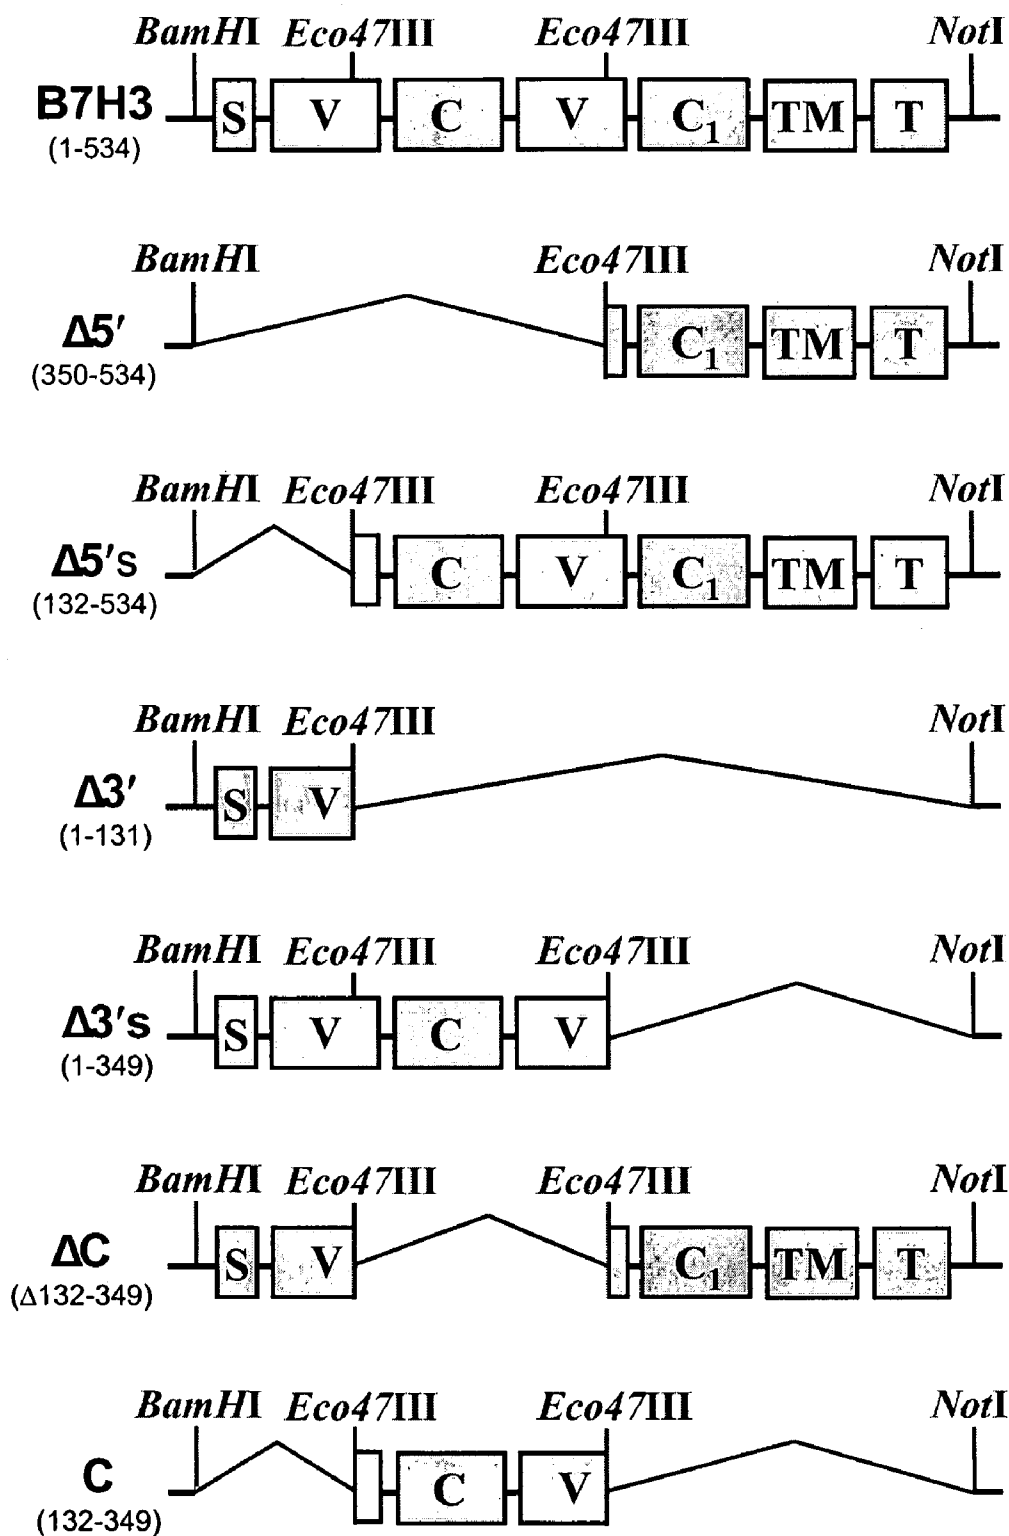 BamHI Eco47III Eco47III NotI
B7H3 S V C V C1 TM T
(1-534)
BamHI Eco47III NotI
Δ5′ C1 TM T
(350-534)
BamHI Eco47III Eco47III NotI
Δ5′s C V C1 TM T
(132-534)
BamHI Eco47III NotI
Δ3′ S V
(1-131)
BamHI Eco47III Eco47III NotI
Δ3′s S V C V
(1-349)
BamHI Eco47III Eco47III NotI
ΔC S V C1 TM T
(Δ132-349)
BamHI Eco47III Eco47III NotI
C C V
(132-349)